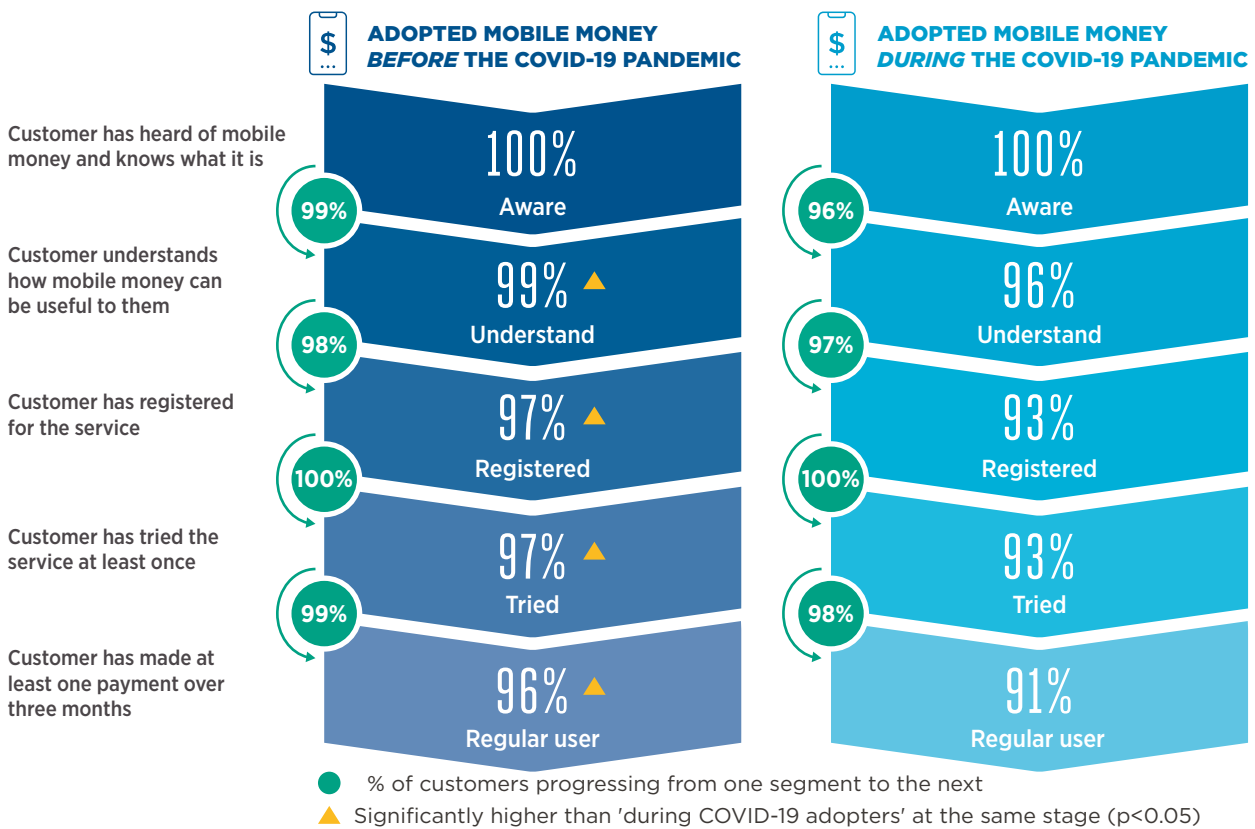 $
ADOPTED MOBILE MONEY
BEFORE THE COVID-19 PANDEMIC
$
ADOPTED MOBILE MONEY
DURING THE COVID-19 PANDEMIC
Customer has heard of mobile
money and knows what it is
100%
Aware
100%
Aware
99%
96%
Customer understands
how mobile money can
be useful to them
99%
Understand
96%
Understand
98%
97%
Customer has registered
for the service
97%
Registered
93%
Registered
100%
100%
Customer has tried the
service at least once
97%
Tried
93%
Tried
99%
98%
Customer has made at
least one payment over
three months
96%
Regular user
91%
Regular user
% of customers progressing from one segment to the next
Significantly higher than 'during COVID-19 adopters' at the same stage (p<0.05)